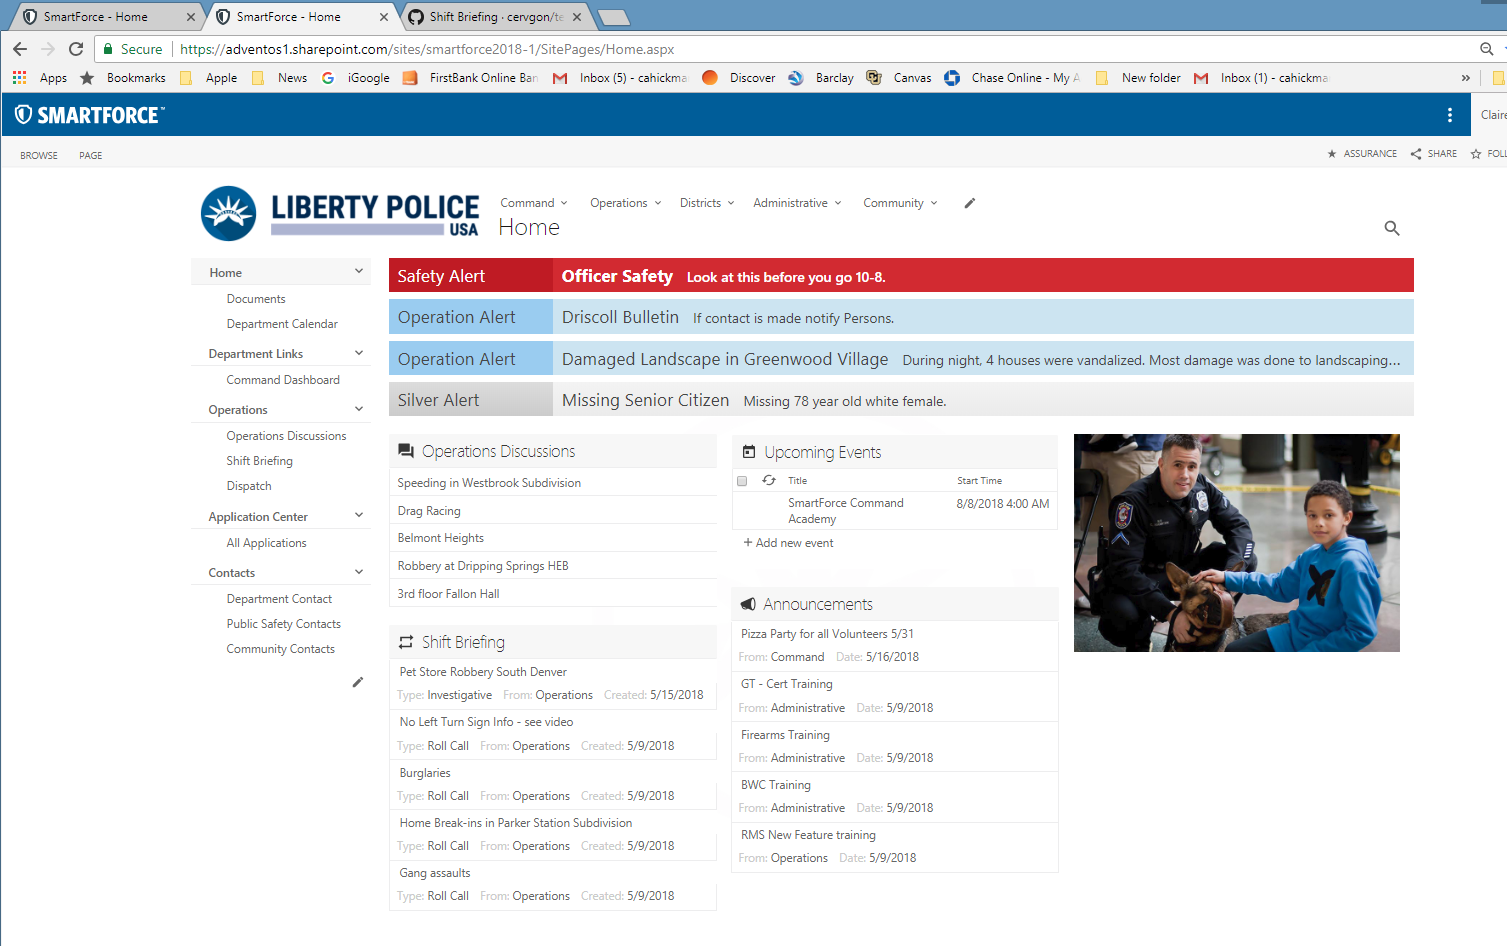 SmartForce - Home
SmartForce - Home
Shift Briefing · cervgon/te
Secure
https://adventos1.sharepoint.com/sites/smartforce2018-1/SitePages/Home.aspx
Apps Bookmarks Apple News iGoogle FirstBank Online Ban Inbox (5) - cahickma Discover Barclay Canvas Chase Online - My A New folder Inbox (1) - cahickma »
SMARTFORCE™
Claire
BROWSE PAGE
ASSURANCE SHARE FOLL
LIBERTY POLICE
USA
Command Operations Districts Administrative Community
Home
Home
Documents
Department Calendar
Department Links
Command Dashboard
Operations
Operations Discussions
Shift Briefing
Dispatch
Application Center
All Applications
Contacts
Department Contact
Public Safety Contacts
Community Contacts
Safety Alert Officer Safety Look at this before you go 10-8.
Operation Alert Driscoll Bulletin If contact is made notify Persons.
Operation Alert Damaged Landscape in Greenwood Village During night, 4 houses were vandalized. Most damage was done to landscaping...
Silver Alert Missing Senior Citizen Missing 78 year old white female.
Operations Discussions
Speeding in Westbrook Subdivision
Drag Racing
Belmont Heights
Robbery at Dripping Springs HEB
3rd floor Fallon Hall
Shift Briefing
Pet Store Robbery South Denver
Type: Investigative From: Operations Created: 5/15/2018
No Left Turn Sign Info - see video
Type: Roll Call From: Operations Created: 5/9/2018
Burglaries
Type: Roll Call From: Operations Created: 5/9/2018
Home Break-ins in Parker Station Subdivision
Type: Roll Call From: Operations Created: 5/9/2018
Gang assaults
Type: Roll Call From: Operations Created: 5/9/2018
Upcoming Events
Title Start Time
SmartForce Command 8/8/2018 4:00 AM
Academy
+ Add new event
Announcements
Pizza Party for all Volunteers 5/31
From: Command Date: 5/16/2018
GT - Cert Training
From: Administrative Date: 5/9/2018
Firearms Training
From: Administrative Date: 5/9/2018
BWC Training
From: Administrative Date: 5/9/2018
RMS New Feature training
From: Operations Date: 5/9/2018